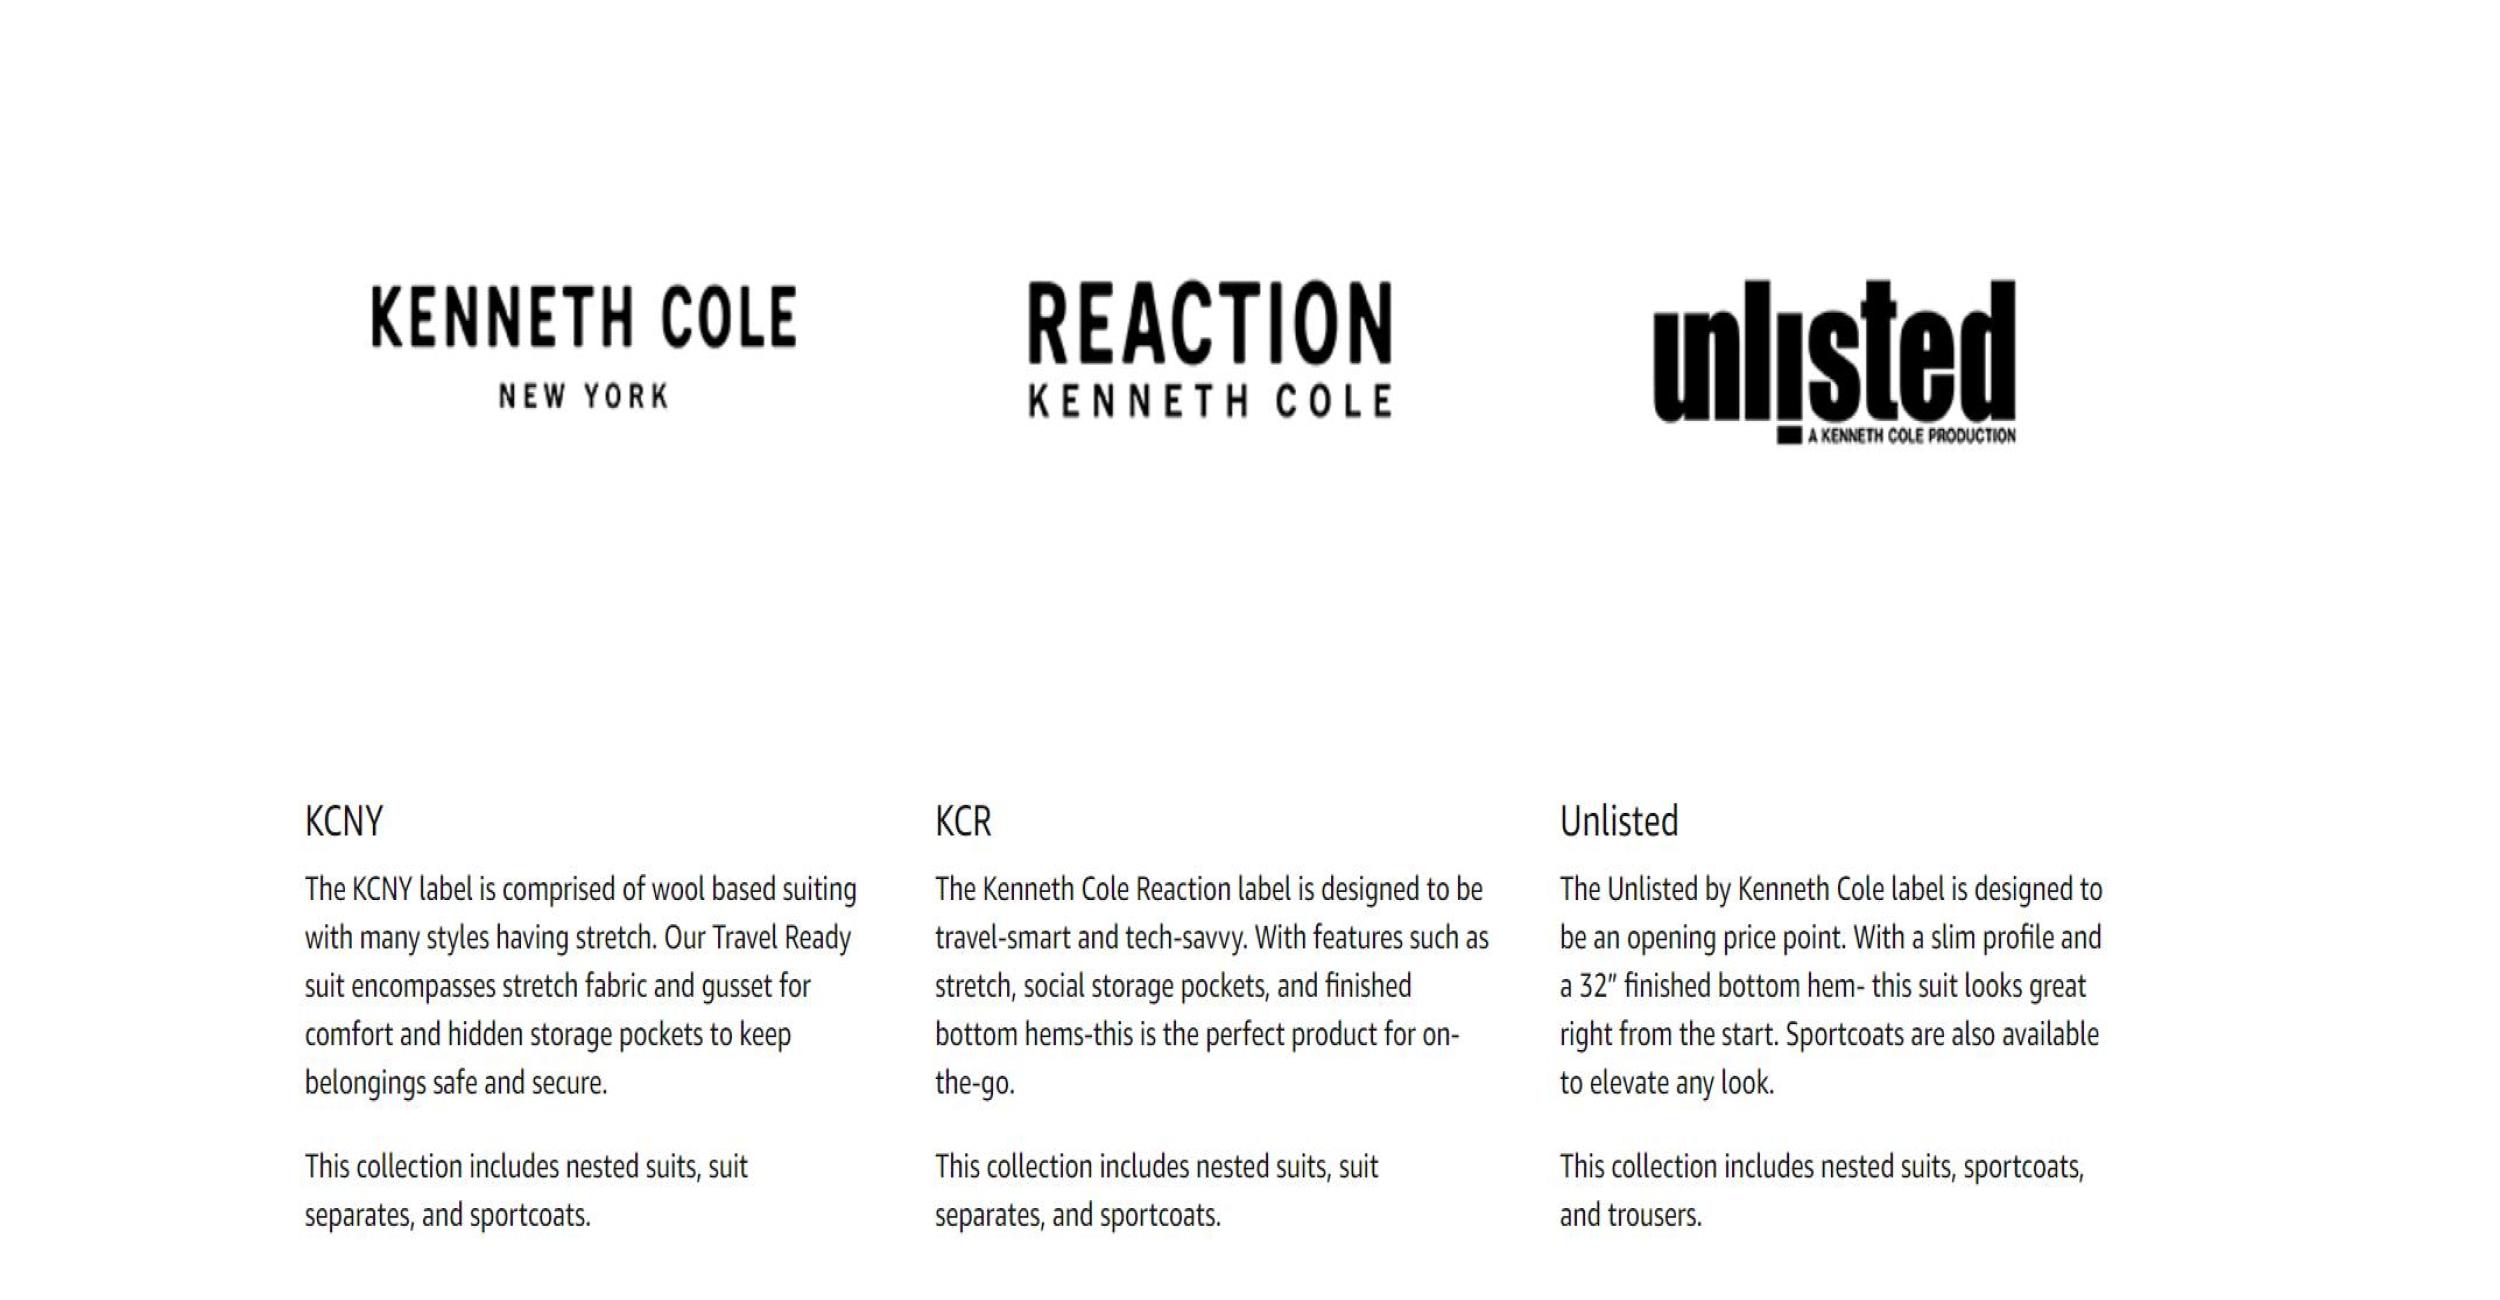 KENNETH COLE
NEW YORK
REACTION
KENNETH COLE
unlisted
A KENNETH COLE PRODUCTION
KCNY
The KCNY label is comprised of wool based suiting
with many styles having stretch. Our Travel Ready
suit encompasses stretch fabric and gusset for
comfort and hidden storage pockets to keep
belongings safe and secure.
This collection includes nested suits, suit
separates, and sportcoats.
KCR
The Kenneth Cole Reaction label is designed to be
travel-smart and tech-savvy. With features such as
stretch, social storage pockets, and finished
bottom hems-this is the perfect product for on-
the-go.
This collection includes nested suits, suit
separates, and sportcoats.
Unlisted
The Unlisted by Kenneth Cole label is designed to
be an opening price point. With a slim profile and
a 32" finished bottom hem- this suit looks great
right from the start. Sportcoats are also available
to elevate any look.
This collection includes nested suits, sportcoats,
and trousers.